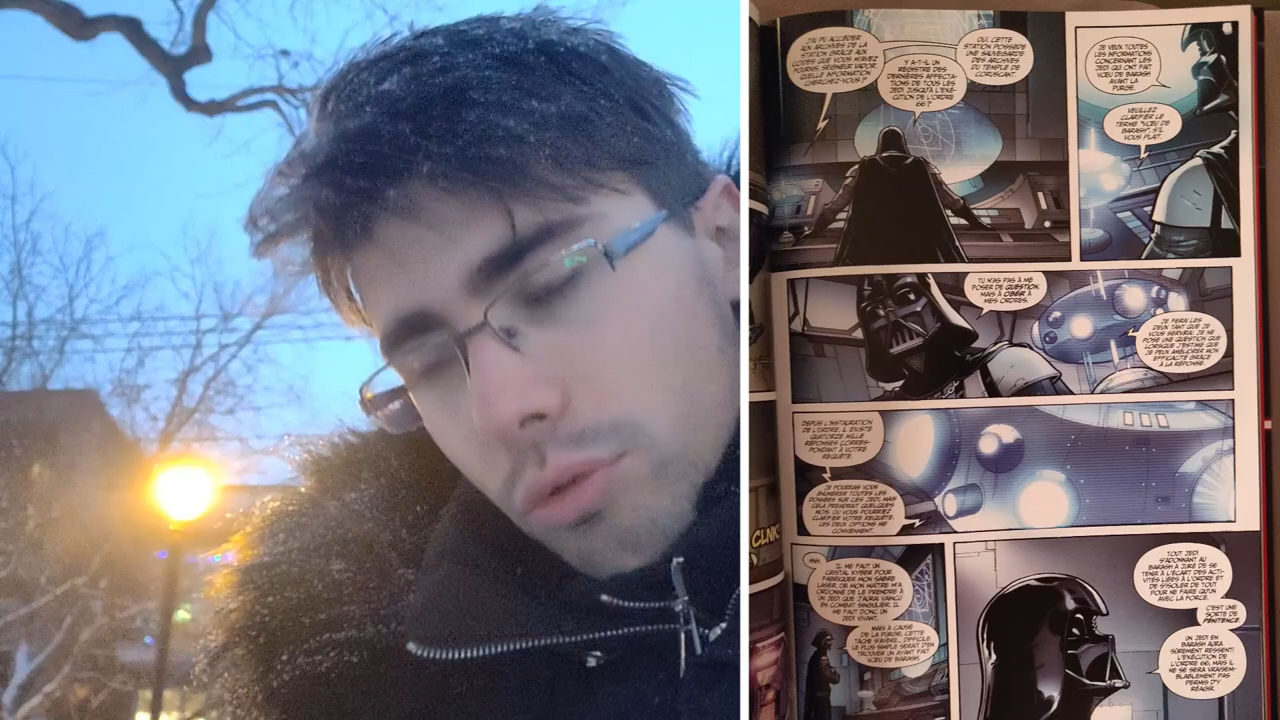 J'AI PU ACCÉDER
AUX ARCHIVES DE LA
STATION GRÂCE AUX
CODES QUE VOUS M'AVEZ
FOURNIS, SEIGNEUR VADOR.
QUELLE INFORMATION
CHERCHEZ-VOUS ?
Y A-T-IL UN
REGISTRE DES
DERNIÈRES AFFECTA-
TIONS DE TOUS LES
JEDI JUSQU'À L'EXÉ-
CUTION DE L'ORDRE
66 ?
OUI, CETTE
STATION POSSÈDE
UNE SAUVEGARDE
DES ARCHIVES
DU TEMPLE DE
CORUSCANT.
JE VEUX TOUTES
LES INFORMATIONS
CONCERNANT LES
JEDI QUI ONT FAIT
VŒU DE BARASH
AVANT LA
PURGE.
VEUILLEZ
CLARIFIER LE
TERME "VŒU DE
BARASH", S'IL
VOUS PLAÎT.
TU N'AS PAS À ME
POSER DE QUESTION,
MAIS À OBÉIR À
MES ORDRES.
JE FERAI LES
DEUX TANT QUE JE
VOUS SERVIRAI. JE NE
POSE UNE QUESTION QUE
LORSQUE J'ESTIME QUE
JE PEUX AMÉLIORER MON
EFFICACITÉ GRÂCE
À LA RÉPONSE.
DEPUIS L'INSTAURATION
DE L'ORDRE, IL EXISTE
QUATORZE MILLE
RÉPONSES CORRES-
PONDANT À VOTRE
REQUÊTE.
JE POURRAIS VOUS
ÉNUMÉRER TOUTES LES
DONNÉES SUR CES JEDI, MAIS
CELA PRENDRAIT QUELQUES
MOIS. OU VOUS POURRIEZ
CLARIFIER VOTRE REQUÊTE.
LES DEUX OPTIONS ME
CONVIENNENT.
CLNK
HM.
IL ME FAUT UN
CRISTAL KYBER POUR
FABRIQUER MON SABRE
LASER, OR MON MAÎTRE M'A
ORDONNÉ DE LE PRENDRE À
UN JEDI QUE J'AURAI VAINCU
EN COMBAT SINGULIER. IL
ME FAUT DONC UN
JEDI VIVANT.
MAIS À CAUSE
DE LA PURGE, CETTE
TÂCHE S'AVÈRE... DIFFICILE.
LE PLUS SIMPLE SERAIT D'EN
TROUVER UN AYANT FAIT
VŒU DE BARASH.
TOUT JEDI
S'ADONNANT AU
BARASH A JURÉ DE SE
TENIR À L'ÉCART DES ACTI-
VITÉS LIÉES À L'ORDRE ET
DE S'ISOLER DE TOUT
POUR NE FAIRE QU'UN
AVEC LA FORCE.
C'EST UNE
SORTE DE
PÉNITENCE.
UN JEDI EN
BARASH AURA
SÛREMENT RESSENTI
L'EXÉCUTION DE
L'ORDRE 66, MAIS IL
NE SE SERA VRAISEM-
BLABLEMENT PAS
PERMIS D'Y
RÉAGIR.